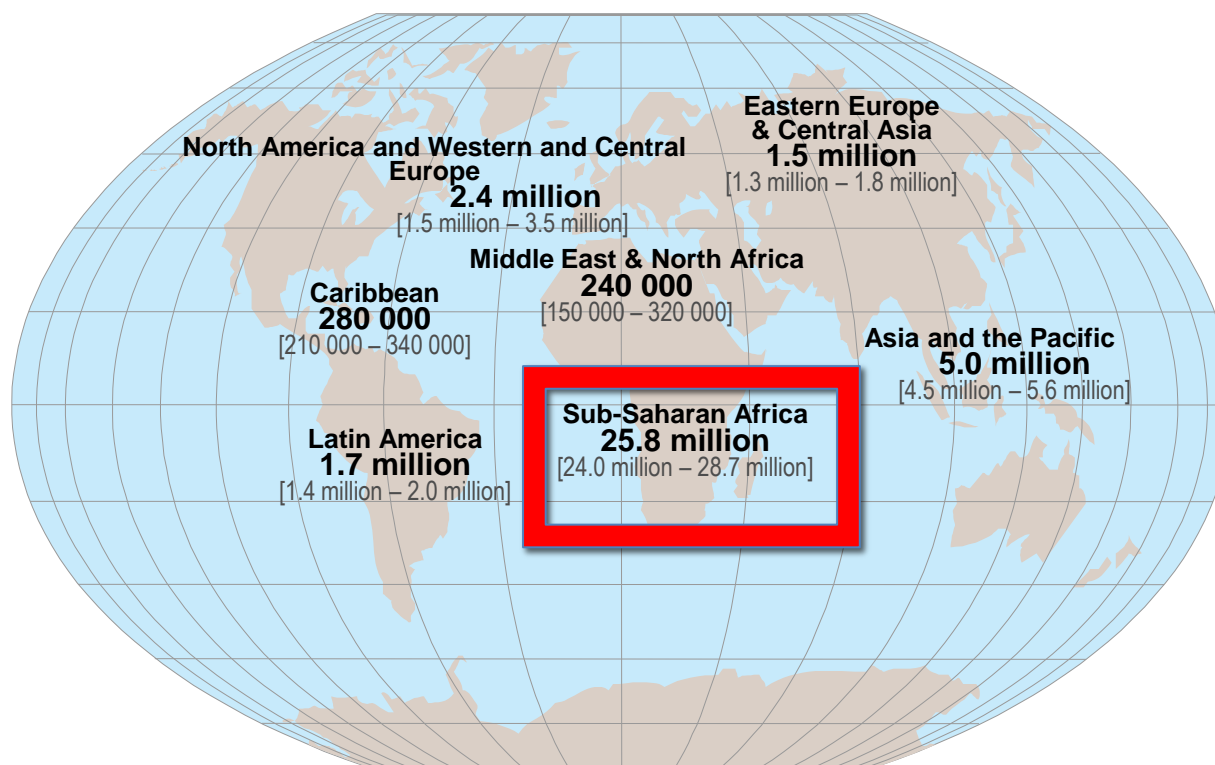 Eastern Europe
& Central Asia
1.5 million
[1.3 million – 1.8 million]
North America and Western and Central
Europe
2.4 million
[1.5 million – 3.5 million]
Middle East & North Africa
240 000
[150 000 – 320 000]
Caribbean
280 000
[210 000 – 340 000]
Asia and the Pacific
5.0 million
[4.5 million – 5.6 million]
Sub-Saharan Africa
25.8 million
[24.0 million – 28.7 million]
Latin America
1.7 million
[1.4 million – 2.0 million]